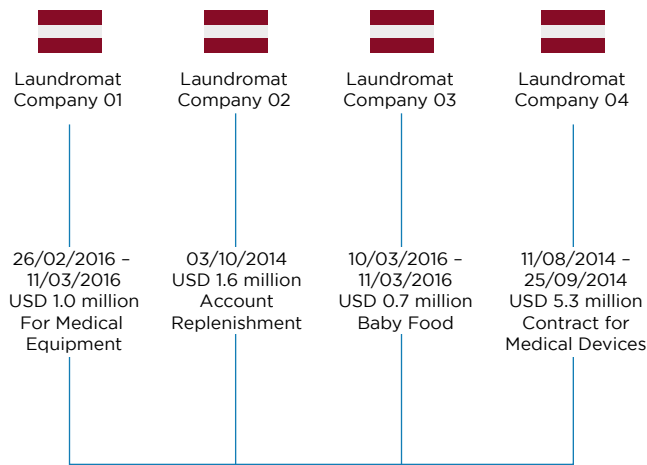 Laundromat
Company 01
Laundromat
Company 02
Laundromat
Company 03
Laundromat
Company 04
26/02/2016 –
11/03/2016
USD 1.0 million
For Medical
Equipment
03/10/2014
USD 1.6 million
Account
Replenishment
10/03/2016 –
11/03/2016
USD 0.7 million
Baby Food
11/08/2014 –
25/09/2014
USD 5.3 million
Contract for
Medical Devices